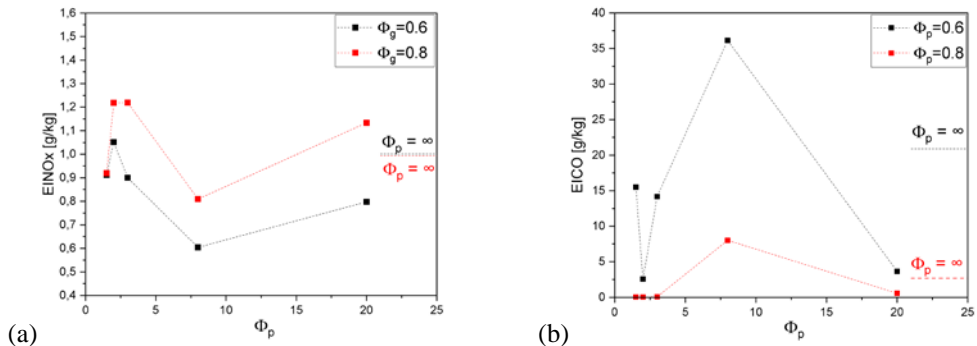 1,6
1,5
1,4
1,3
1,2
1,1
1,0
0,9
0,8
0,7
0,6
0,5
0,4
EINOx [g/kg]
Φg=0.6
Φg=0.8
Φp = ∞
Φp = ∞
0 5 10 15 20 25
Φp
(a)
40
35
30
25
20
15
10
5
0
EICO [g/kg]
Φp=0.6
Φp=0.8
Φp = ∞
Φp = ∞
0 5 10 15 20 25
Φp
(b)